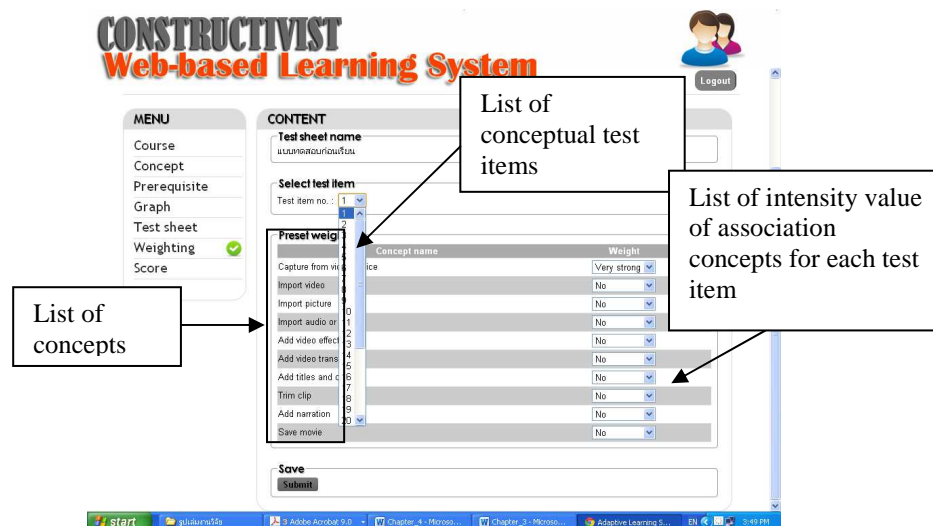 CONSTRUCTIVIST
Web-based Learning System
Logout
List of
conceptual test
items
MENU
Course
Concept
Prerequisite
Graph
Test sheet
Weighting
Score
CONTENT
Test sheet name
แบบทดสอบก่อนเรียน
Select test item
Test item no. : 1
1
2
3
List of intensity value
of association
concepts for each test
item
Preset weig
Concept name Weight
Capture from vi ice Very strong
Import video No
Import picture No
Import audio or No
Add video effect No
Add video trans No
Add titles and c No
Trim clip No
Add narration No
Save movie No
List of
concepts
Save
Submit
start
3 Adobe Acrobat 9.0
Chapter_4 - Microso...
Chapter_3 - Microso...
Adaptive Learning S...
EN
3:49 PM